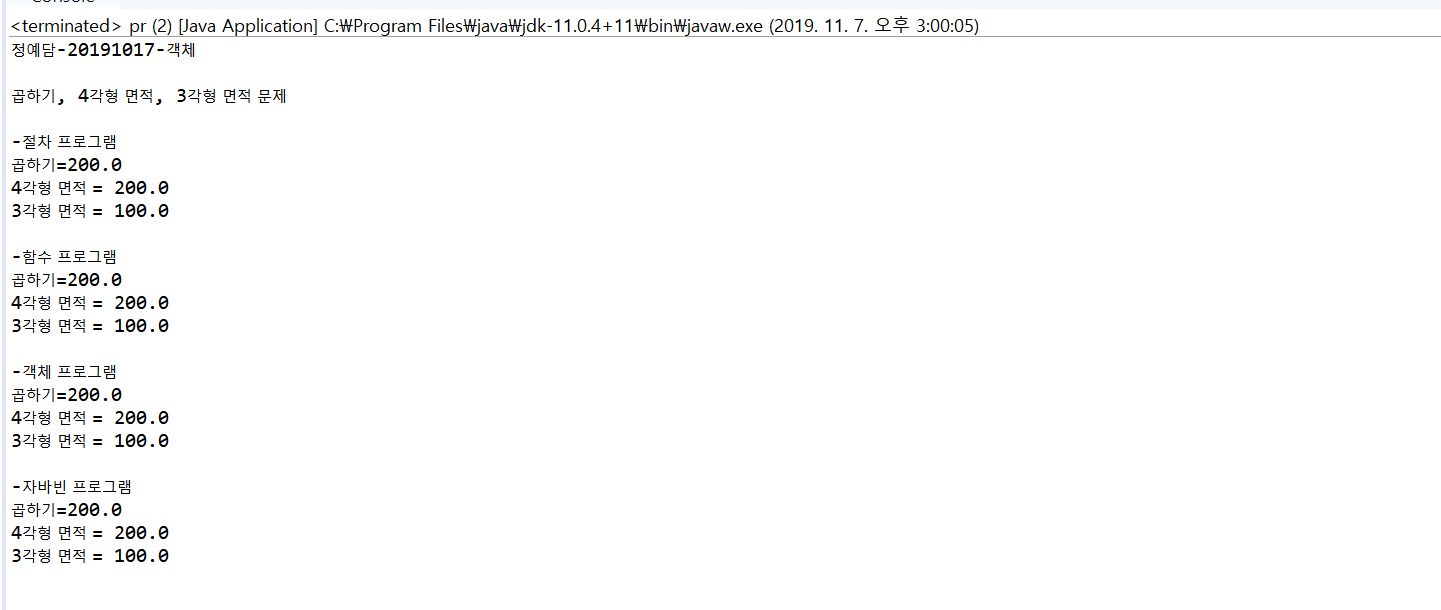 <terminated> pr (2) [Java Application] C:₩Program Files₩java₩jdk-11.0.4+11₩bin₩javaw.exe (2019. 11. 7. 오후 3:00:05)
정예담-20191017-객체
곱하기, 4각형 면적, 3각형 면적 문제
-절차 프로그램
곱하기=200.0
4각형 면적 = 200.0
3각형 면적 = 100.0
-함수 프로그램
곱하기=200.0
4각형 면적 = 200.0
3각형 면적 = 100.0
-객체 프로그램
곱하기=200.0
4각형 면적 = 200.0
3각형 면적 = 100.0
-자바빈 프로그램
곱하기=200.0
4각형 면적 = 200.0
3각형 면적 = 100.0